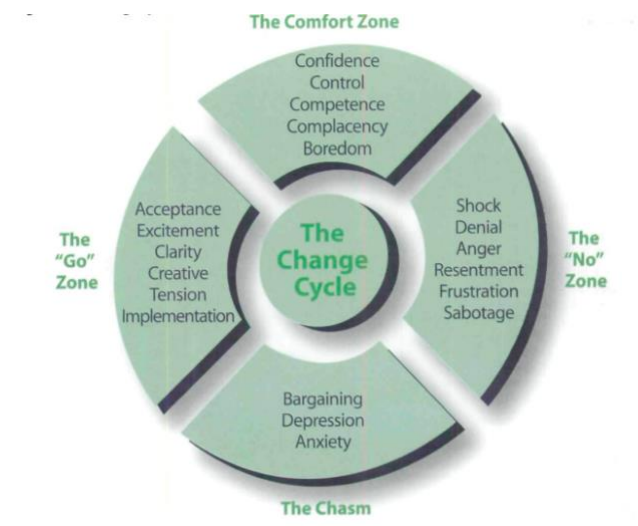 The Comfort Zone
Confidence
Control
Competence
Complacency
Boredom
Acceptance
Excitement
Clarity
Creative
Tension
Implementation
The
"Go"
Zone
The
Change
Cycle
Shock
Denial
Anger
Resentment
Frustration
Sabotage
The
"No"
Zone
Bargaining
Depression
Anxiety
The Chasm